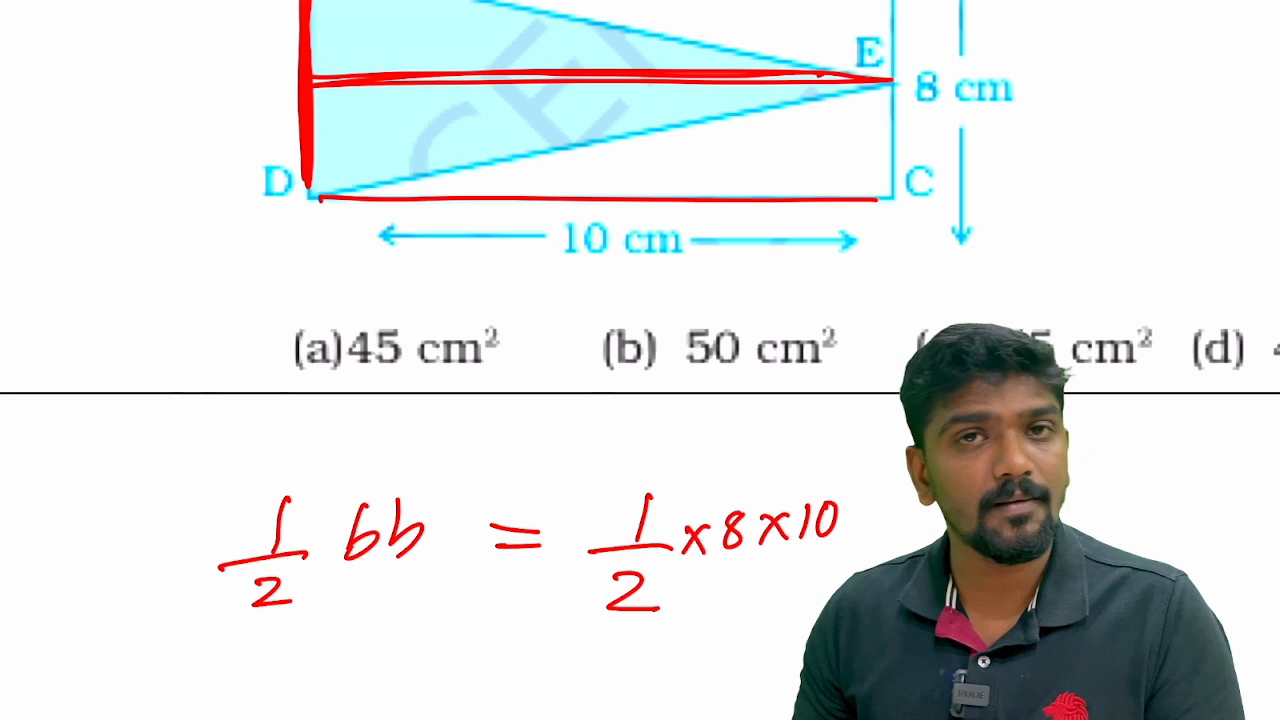 E
8 cm
D
C
10 cm
(a)45 cm² (b) 50 cm² cm² (d)
1/2 bh = 1/2 × 8 × 10